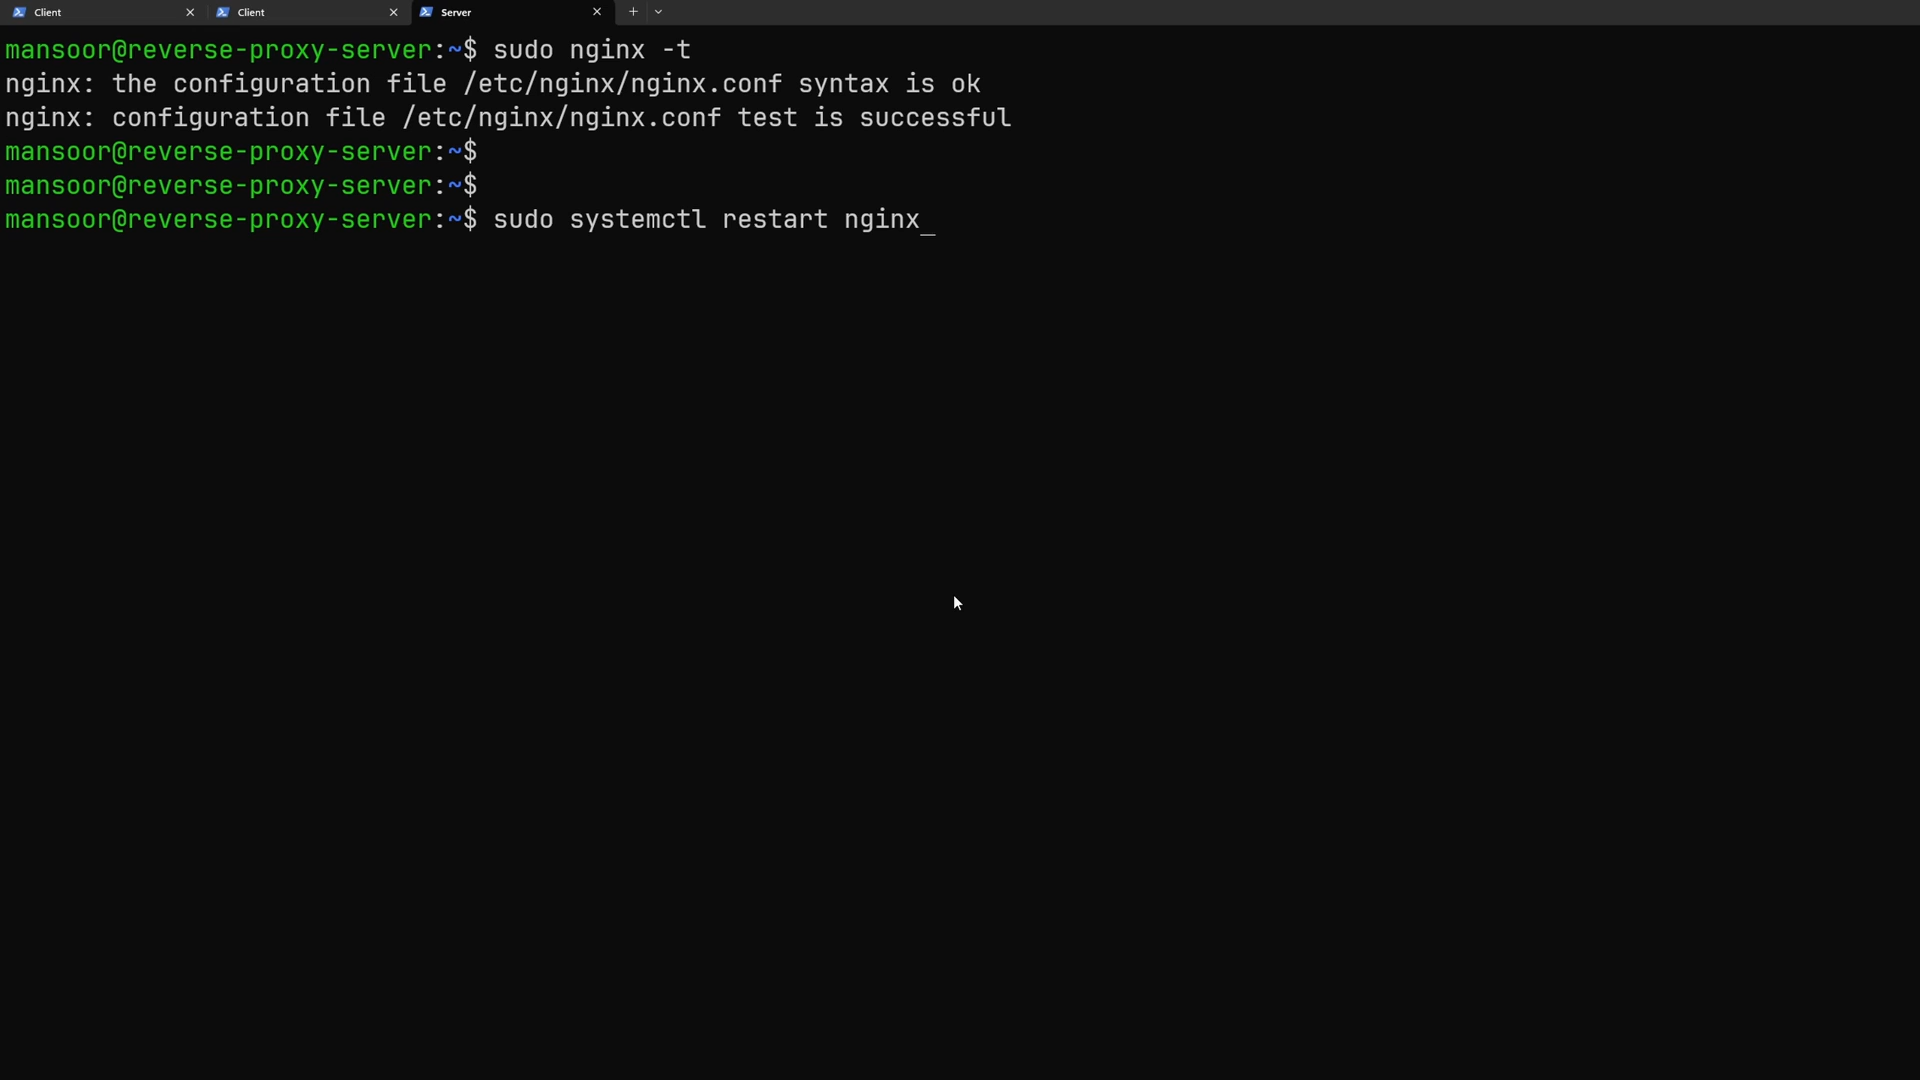 Client Client Server
mansoor@reverse-proxy-server:~$ sudo nginx -t
nginx: the configuration file /etc/nginx/nginx.conf syntax is ok
nginx: configuration file /etc/nginx/nginx.conf test is successful
mansoor@reverse-proxy-server:~$
mansoor@reverse-proxy-server:~$
mansoor@reverse-proxy-server:~$ sudo systemctl restart nginx_